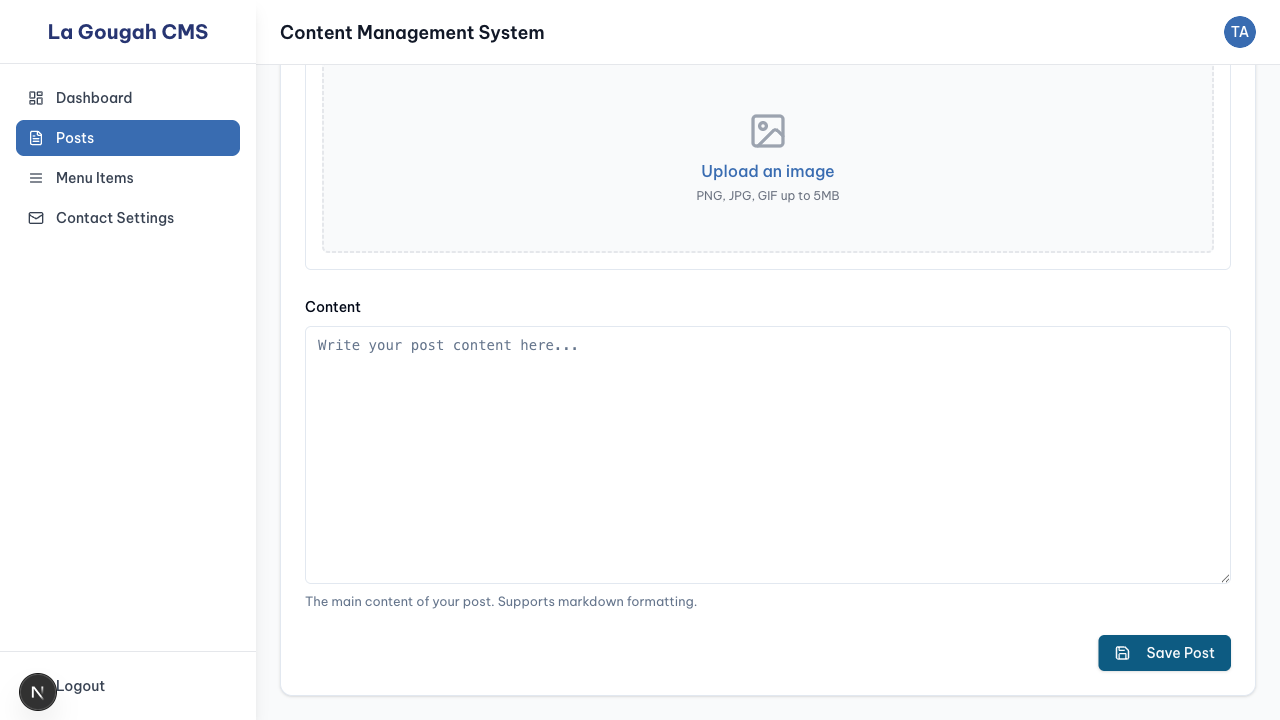 La Gougah CMS
Content Management System
TA
Dashboard
Posts
Menu Items
Contact Settings
Upload an image
PNG, JPG, GIF up to 5MB
Content
Write your post content here...
The main content of your post. Supports markdown formatting.
Save Post
N
Logout